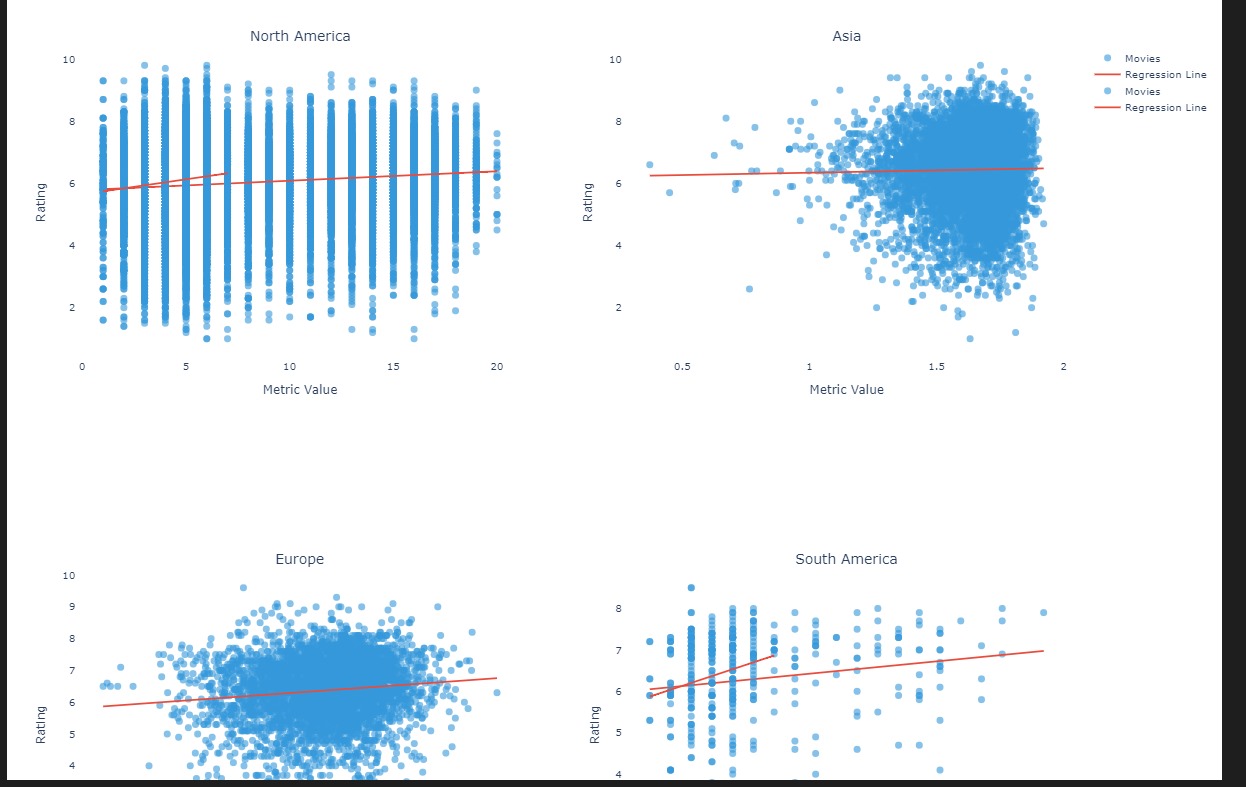 North America
10
8
6
4
2
Rating
0 5 10 15 20
Metric Value
Asia
10
8
6
4
2
Rating
0.5 1 1.5 2
Metric Value
Movies
Regression Line
Movies
Regression Line
Europe
10
9
8
7
6
5
4
Rating
South America
8
7
6
5
4
Rating